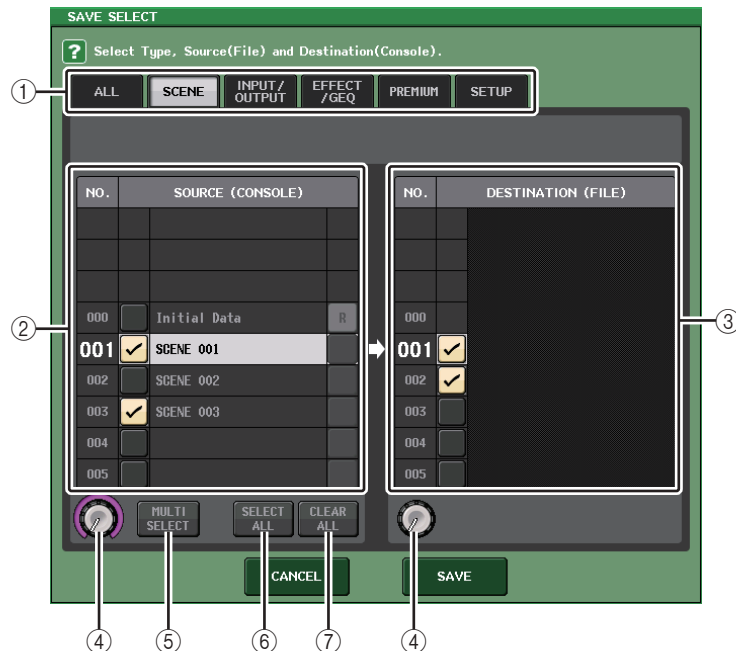 SAVE SELECT
? Select Type, Source(File) and Destination(Console).
① ALL SCENE INPUT/OUTPUT EFFECT/GEQ PREMIUM SETUP
NO. SOURCE (CONSOLE) NO. DESTINATION (FILE)
② 000 Initial Data R 000 ③
001 SCENE 001 001
002 SCENE 002 002
003 SCENE 003 003
004 004
005 005
MULTI SELECT SELECT ALL CLEAR ALL
CANCEL SAVE
④ ⑤ ⑥ ⑦ ④